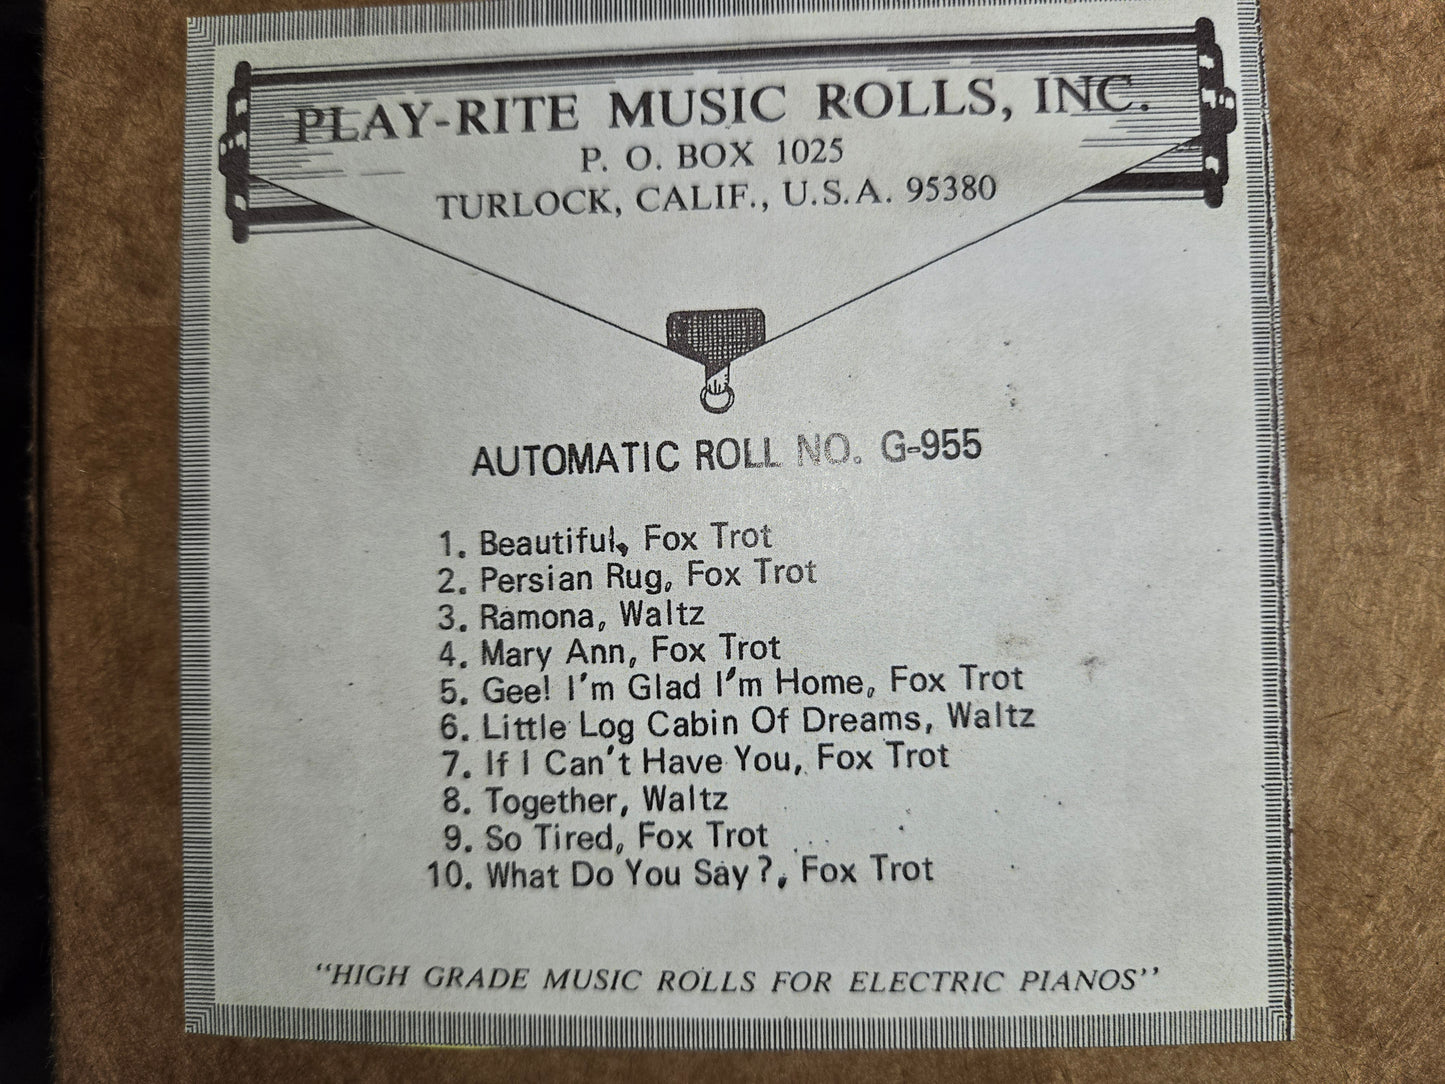 PLAY-RITE MUSIC ROLLS, INC.
P. O. BOX 1025
TURLOCK, CALIF., U.S.A. 95380
AUTOMATIC ROLL NO. G-955
1. Beautiful, Fox Trot
2. Persian Rug, Fox Trot
3. Ramona, Waltz
4. Mary Ann, Fox Trot
5. Gee! I'm Glad I'm Home, Fox Trot
6. Little Log Cabin Of Dreams, Waltz
7. If I Can't Have You, Fox Trot
8. Together, Waltz
9. So Tired, Fox Trot
10. What Do You Say?, Fox Trot
"HIGH GRADE MUSIC ROLLS FOR ELECTRIC PIANOS"